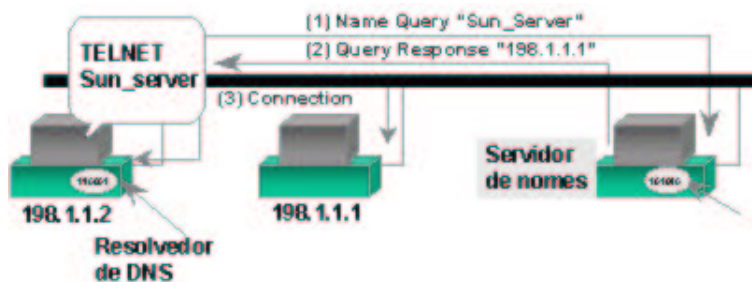 (1) Name Query "Sun_Server"
(2) Query Response "198.1.1.1"
TELNET
Sun_server
(3) Connection
Servidor
de nomes
198.1.1.2
198.1.1.1
Resolvedor
de DNS